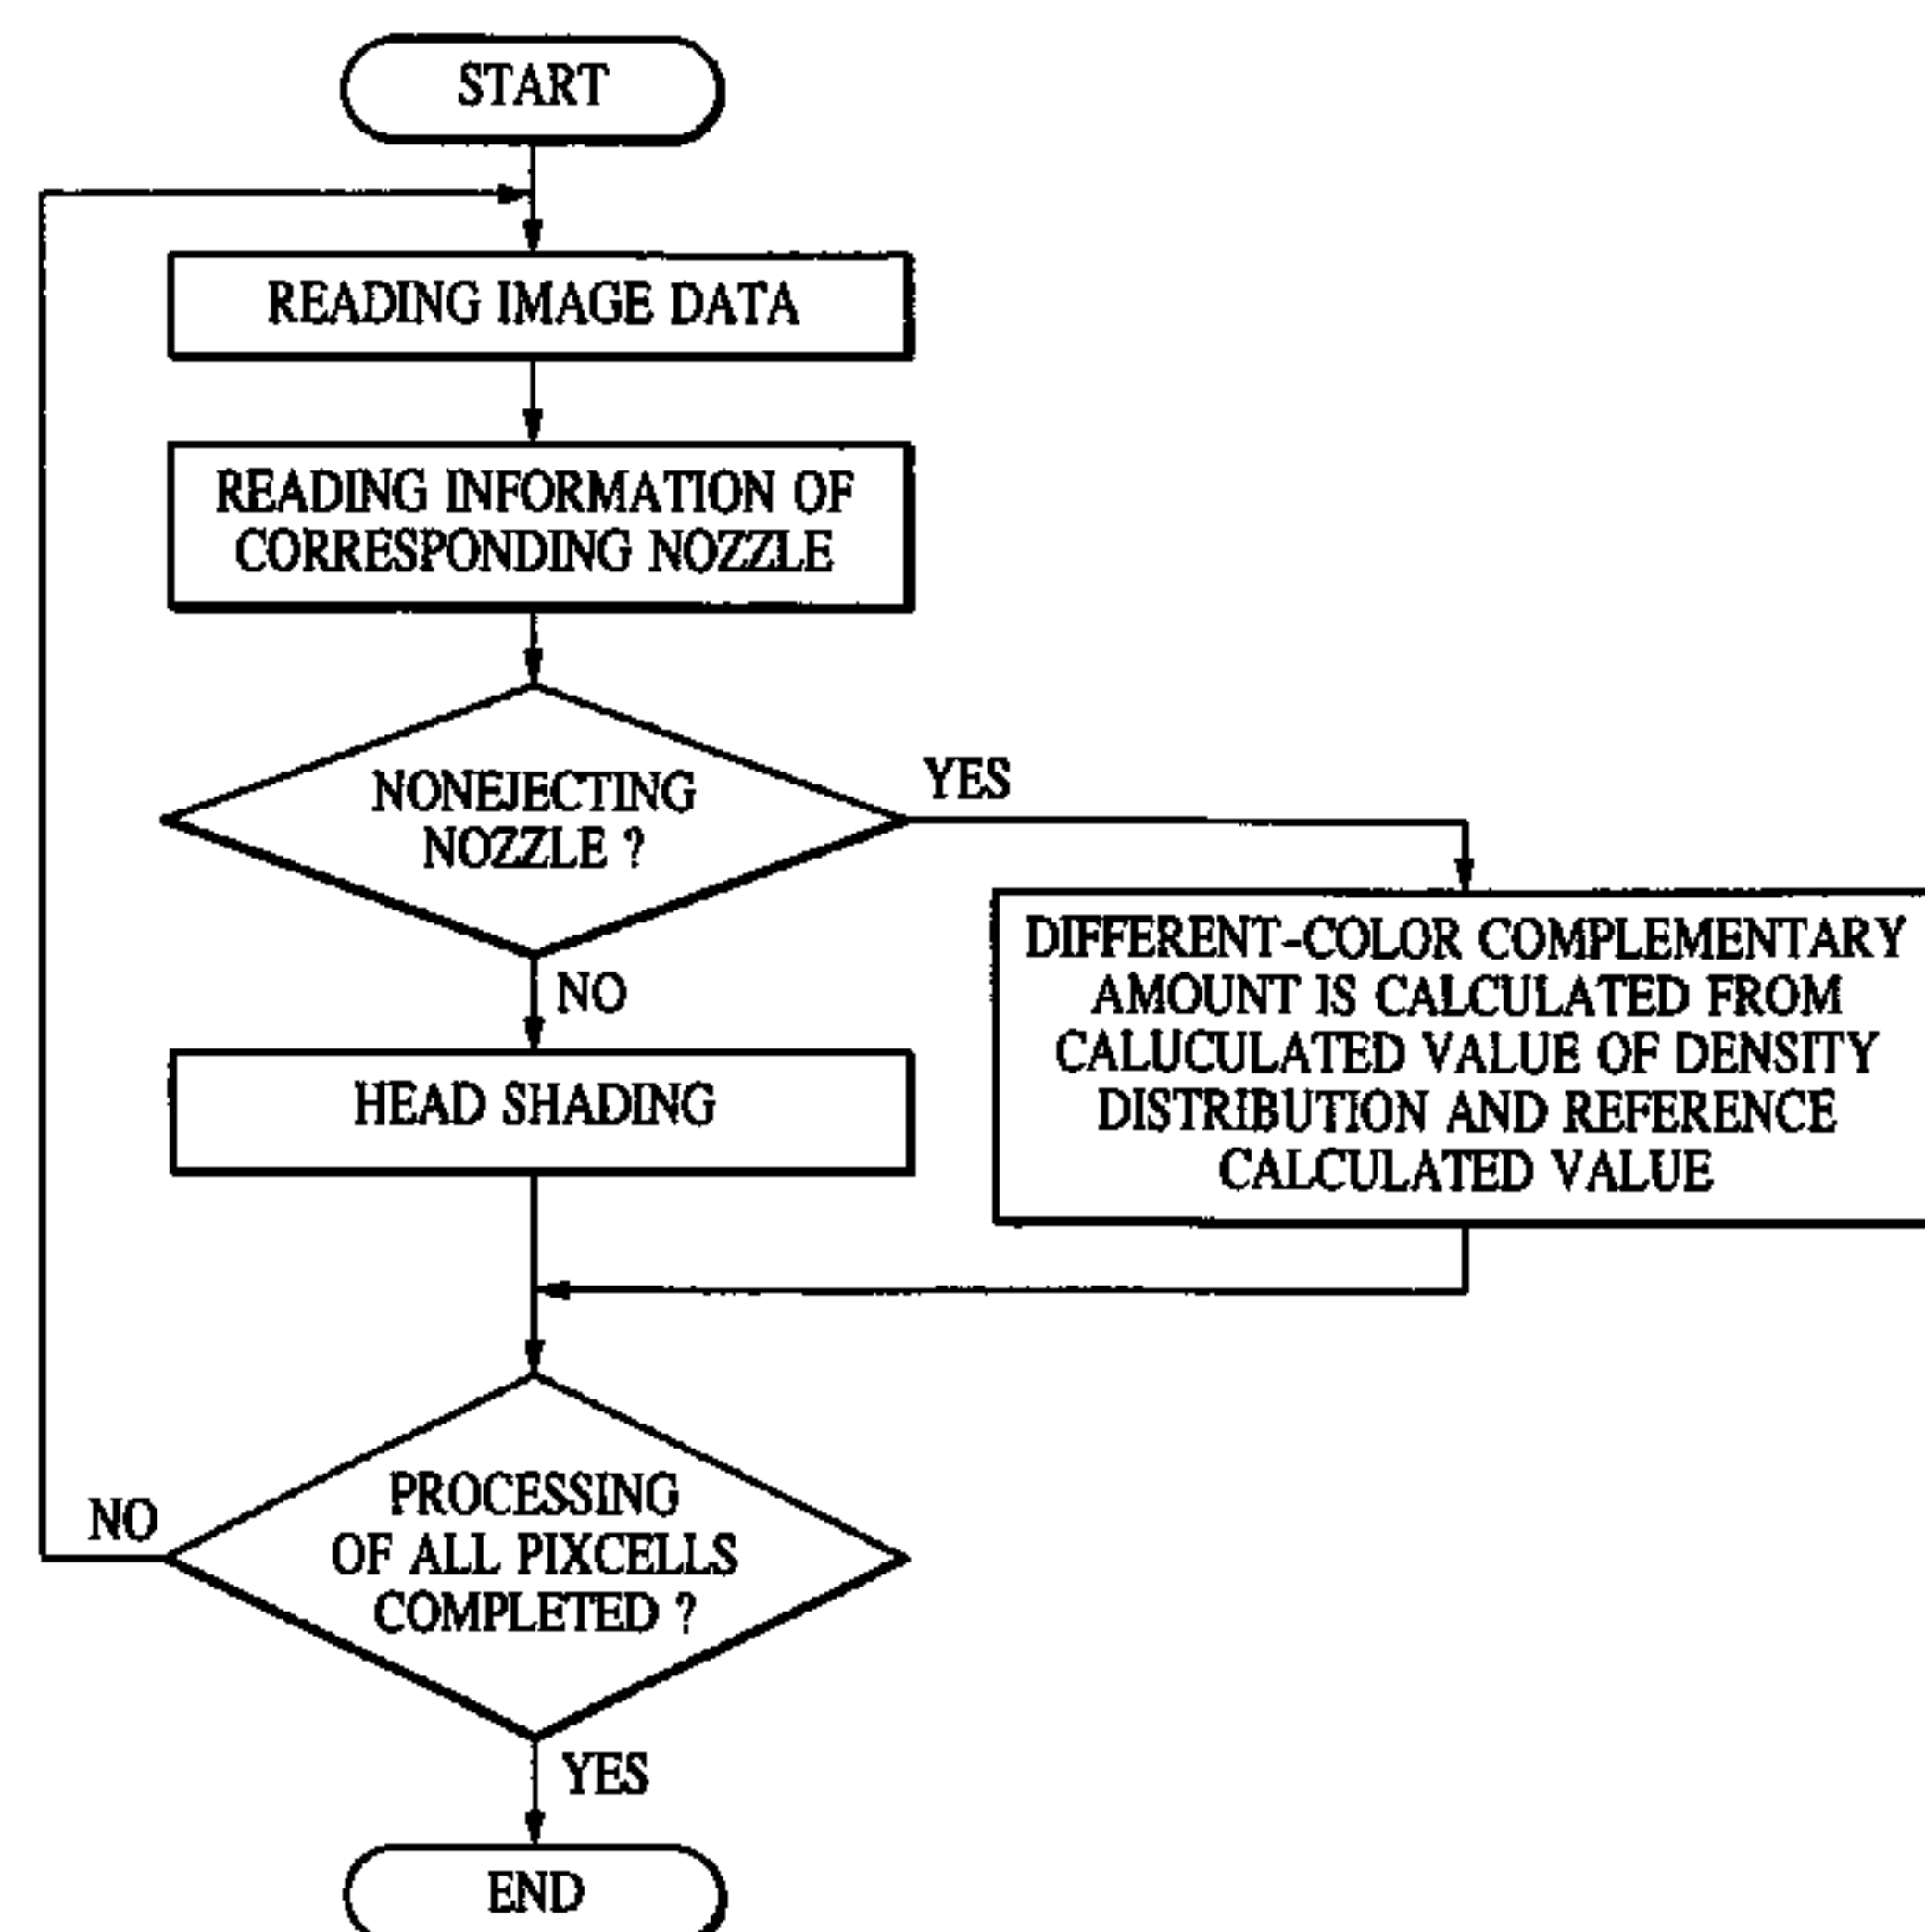 START
READING IMAGE DATA
READING INFORMATION OF
CORRESPONDING NOZZLE
NONEJECTING
NOZZLE ?
YES
NO
DIFFERENT-COLOR COMPLEMENTARY
AMOUNT IS CALCULATED FROM
CALUCULATED VALUE OF DENSITY
DISTRIBUTION AND REFERENCE
CALCULATED VALUE
HEAD SHADING
PROCESSING
OF ALL PIXCELLS
COMPLETED ?
NO
YES
END